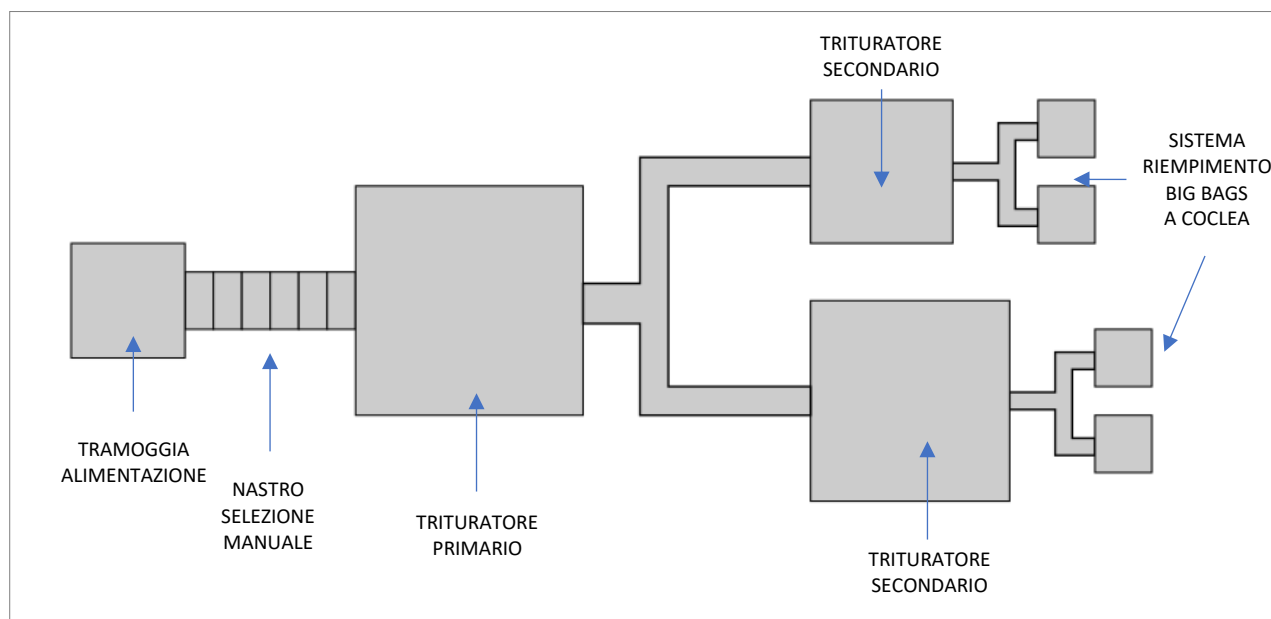 TRITURATORE
SECONDARIO
SISTEMA
RIEMPIMENTO
BIG BAGS
A COCLEA
TRAMOGGIA
ALIMENTAZIONE
NASTRO
SELEZIONE
MANUALE
TRITURATORE
PRIMARIO
TRITURATORE
SECONDARIO